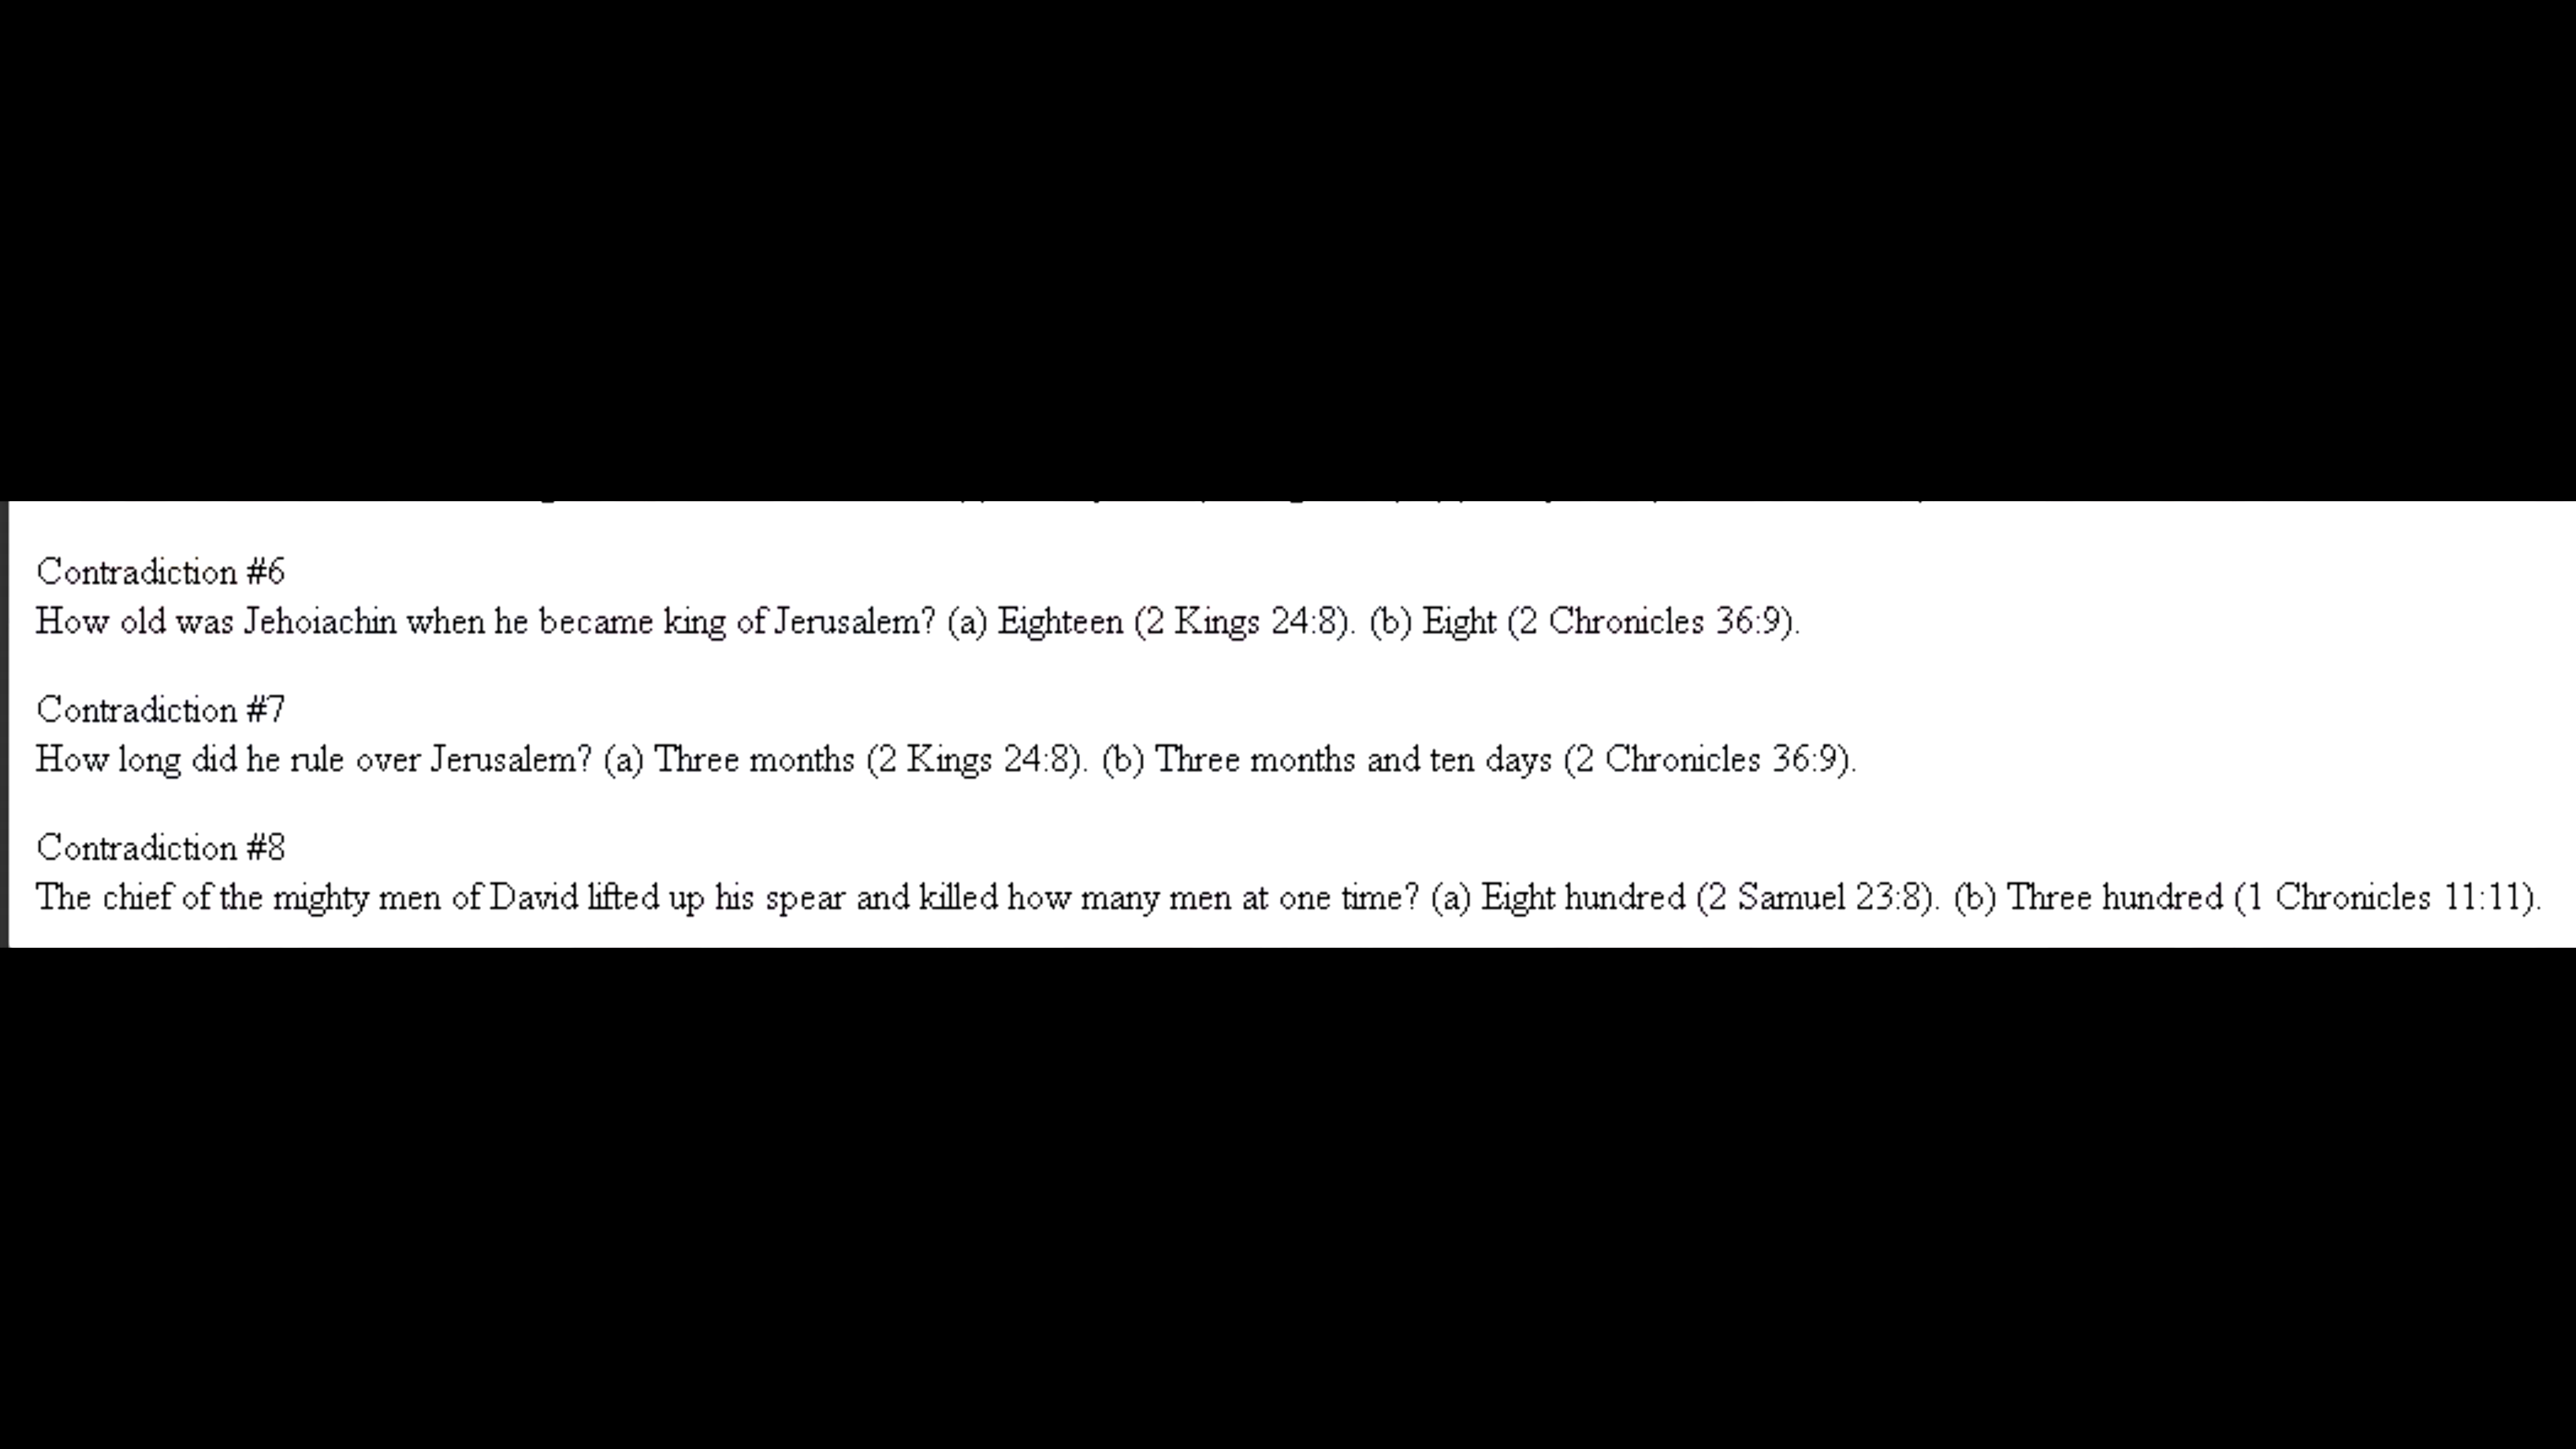 Contradiction #6
How old was Jehoiachin when he became king of Jerusalem? (a) Eighteen (2 Kings 24:8). (b) Eight (2 Chronicles 36:9).
Contradiction #7
How long did he rule over Jerusalem? (a) Three months (2 Kings 24:8). (b) Three months and ten days (2 Chronicles 36:9).
Contradiction #8
The chief of the mighty men of David lifted up his spear and killed how many men at one time? (a) Eight hundred (2 Samuel 23:8). (b) Three hundred (1 Chronicles 11:11).